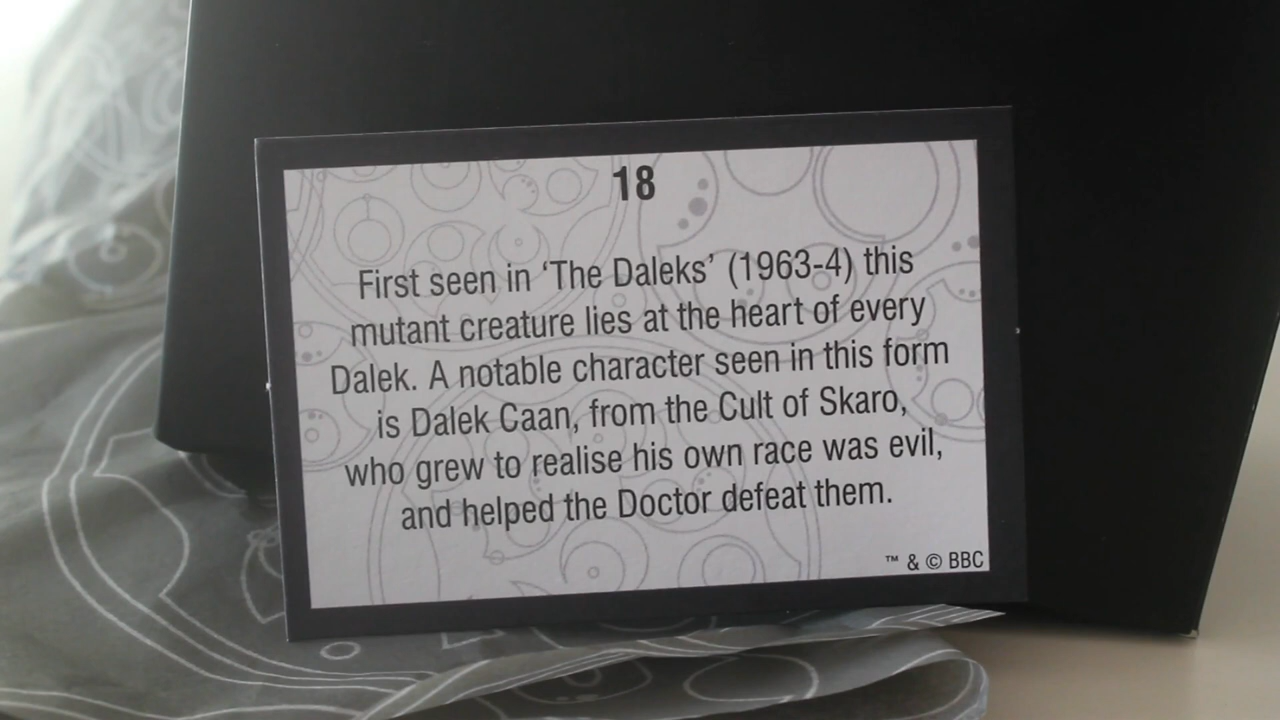 18
First seen in ‘The Daleks’ (1963-4) this
mutant creature lies at the heart of every
Dalek. A notable character seen in this form
is Dalek Caan, from the Cult of Skaro,
who grew to realise his own race was evil,
and helped the Doctor defeat them.
™ & © BBC